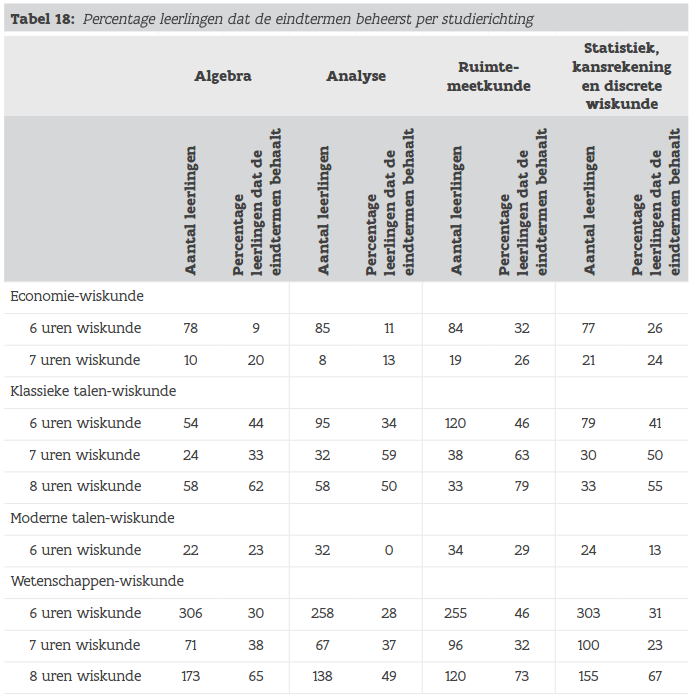 Tabel 18: Percentage leerlingen dat de eindtermen beheerst per studierichting
Algebra Analyse Ruimte-meetkunde Statistiek, kansrekening en discrete wiskunde
Aantal leerlingen Percentage leerlingen dat de eindtermen behaalt Aantal leerlingen Percentage leerlingen dat de eindtermen behaalt Aantal leerlingen Percentage leerlingen dat de eindtermen behaalt Aantal leerlingen Percentage leerlingen dat de eindtermen behaalt
Economie-wiskunde
6 uren wiskunde 78 9 85 11 84 32 77 26
7 uren wiskunde 10 20 8 13 19 26 21 24
Klassieke talen-wiskunde
6 uren wiskunde 54 44 95 34 120 46 79 41
7 uren wiskunde 24 33 32 59 38 63 30 50
8 uren wiskunde 58 62 58 50 33 79 33 55
Moderne talen-wiskunde
6 uren wiskunde 22 23 32 0 34 29 24 13
Wetenschappen-wiskunde
6 uren wiskunde 306 30 258 28 255 46 303 31
7 uren wiskunde 71 38 67 37 96 32 100 23
8 uren wiskunde 173 65 138 49 120 73 155 67